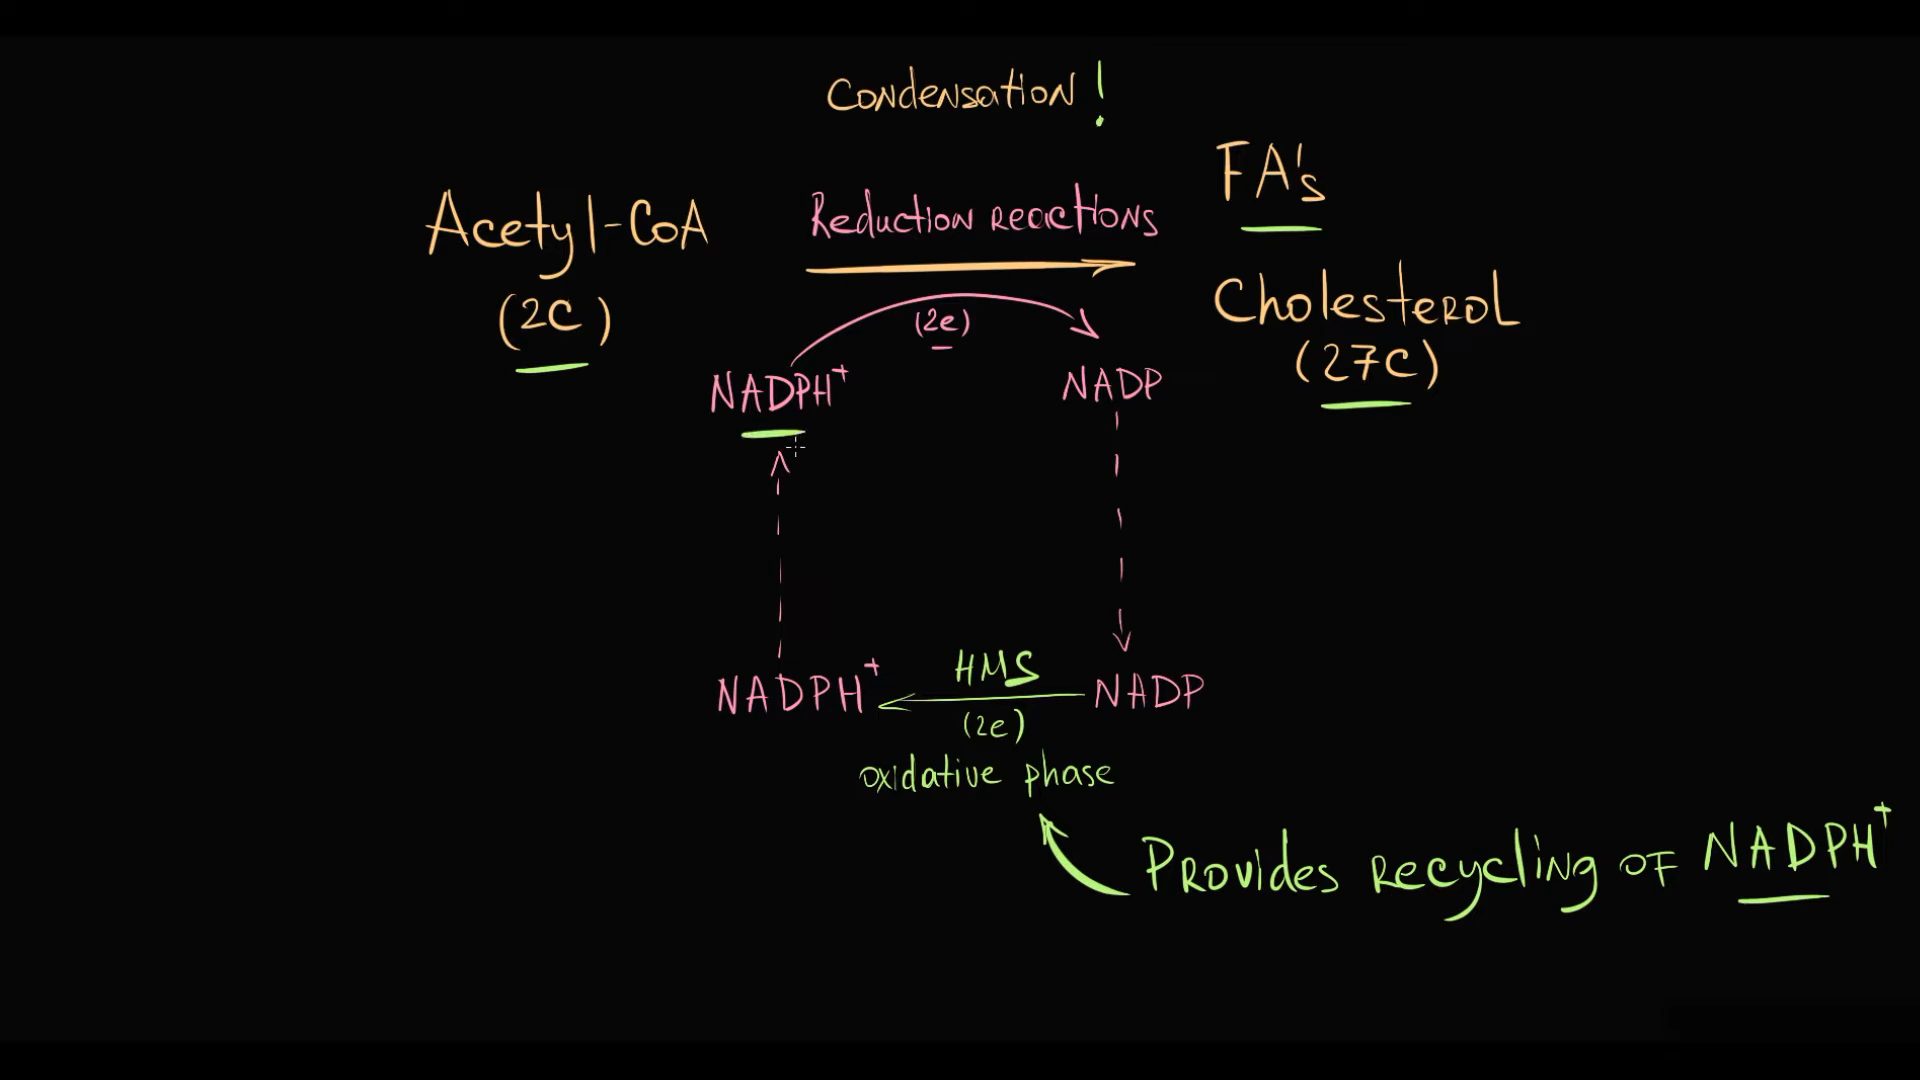 Condensation!
Acetyl-CoA
(2C)
Reduction reactions
FA's
Cholesterol
(27C)
(2e)
NADPH+
NADP
NADPH+
HMS
(2e)
NADP
oxidative phase
Provides recycling of NADPH+